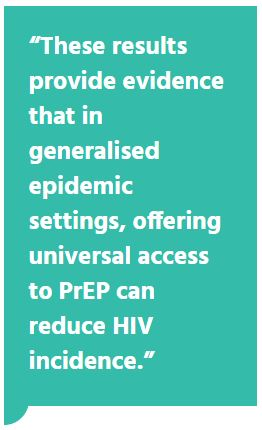 “These results
provide evidence
that in
generalised
epidemic
settings, offering
universal access
to PrEP can
reduce HIV
incidence.”